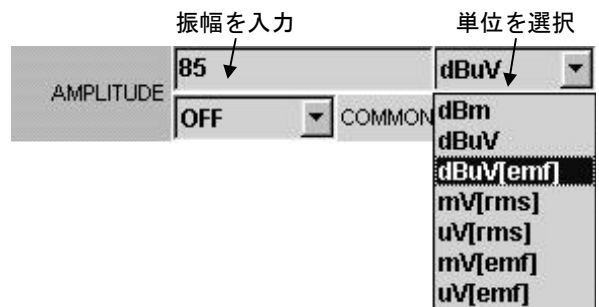 振幅を入力 単位を選択
85 dBuV
AMPLITUDE
OFF COMMON
dBm
dBuV
dBuV[emf]
mV[rms]
uV[rms]
mV[emf]
uV[emf]